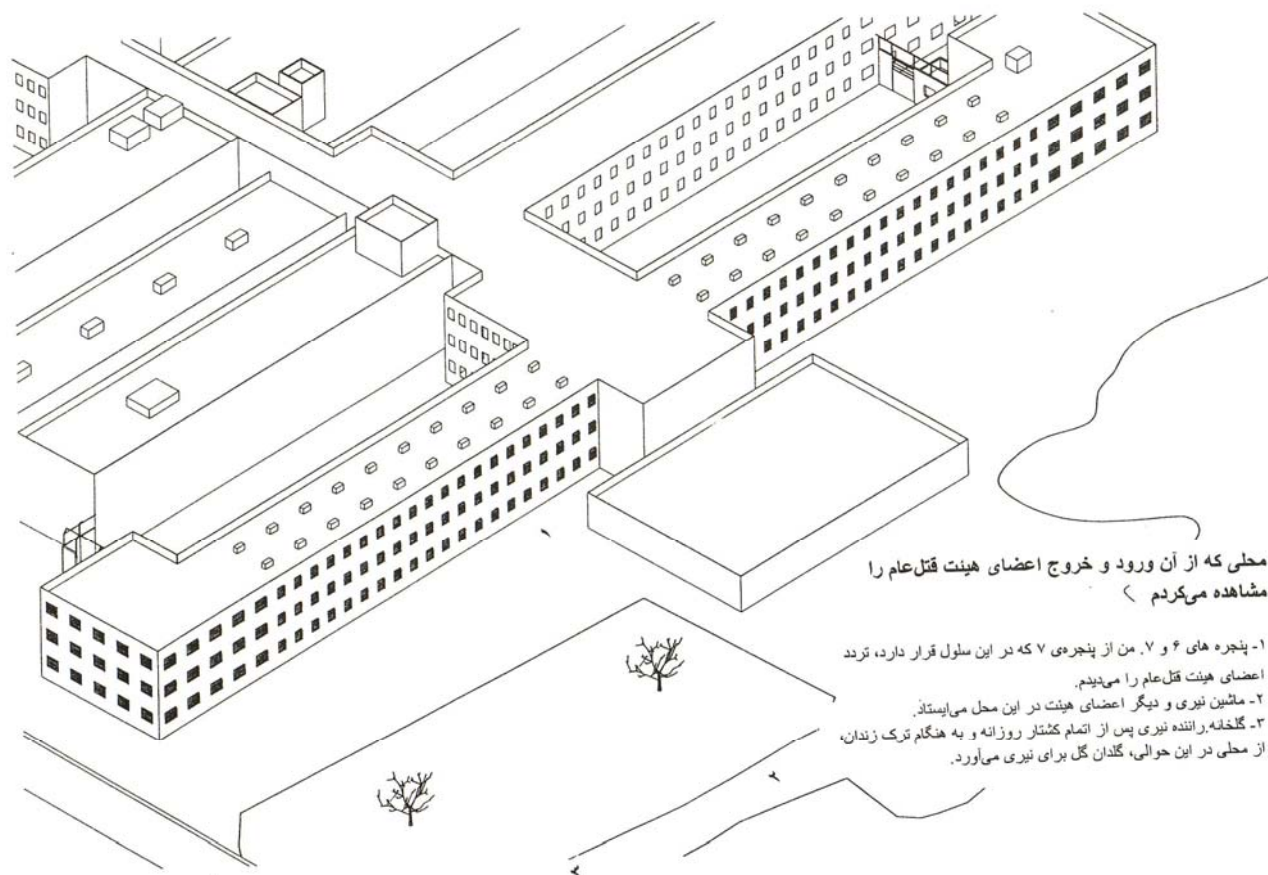 ۱
محلی که از آن ورود و خروج اعضای هیئت قتل‌عام را
مشاهده می‌کردم
۱- پنجره های ۶ و ۷. من از پنجره‌ی ۷ که در این سلول قرار دارد، تردد
اعضای هیئت قتل‌عام را می‌دیدم.
۲- ماشین نیری و دیگر اعضای هیئت در این محل می‌ایستاد.
۳- گلخانه. راننده نیری پس از اتمام کشتار روزانه و به هنگام ترک زندان،
از محلی در این حوالی، گلدان گل برای نیری می‌آورد.
۲
۳